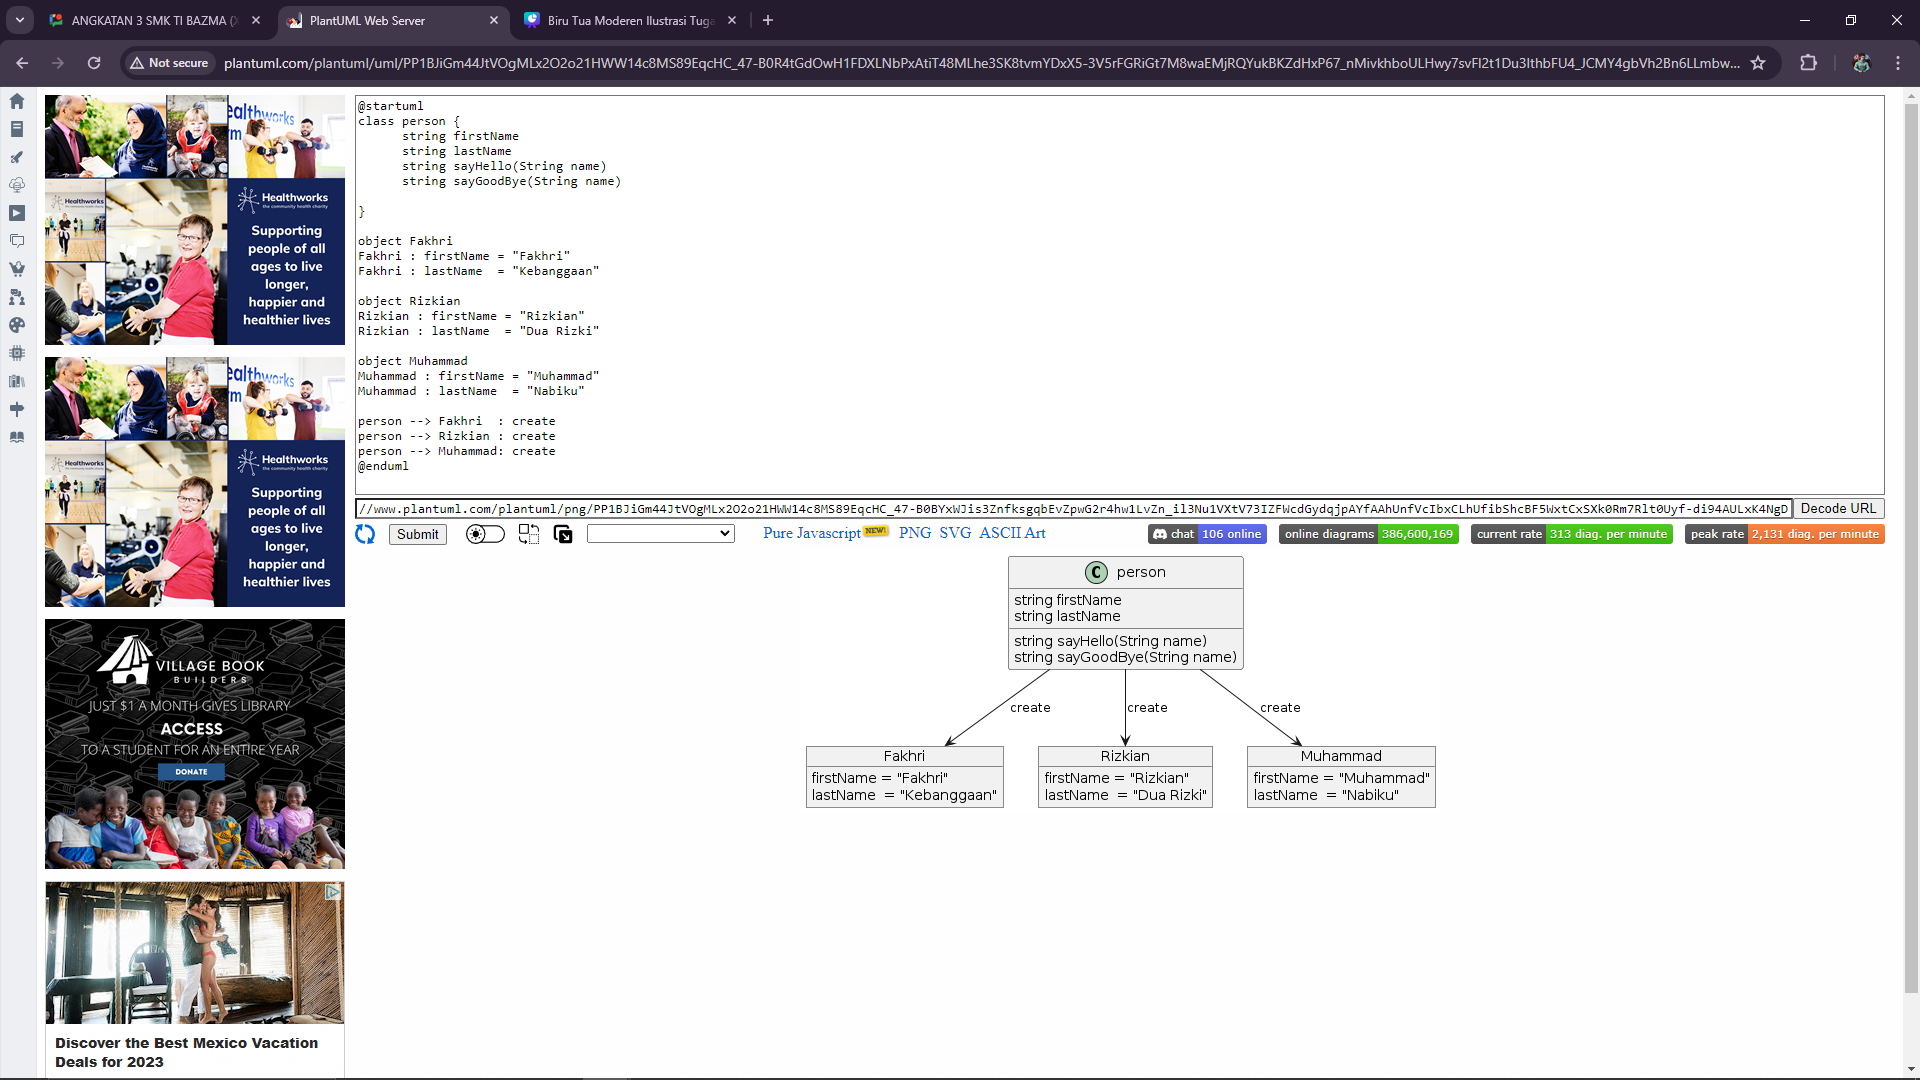 ANGKATAN 3 SMK TI BAZMA (X
PlantUML Web Server
Biru Tua Moderen Ilustrasi Tuga
Not secure
plantuml.com/plantuml/uml/PP1BJiGm44JtVOgMLx2O2o21HWW14c8MS89EqcHC_47-B0R4tGdOwH1FDXLNbPxAtiT48MLhe3SK8tvmYDxX5-3V5rFGRiGt7M8waEMjRQYukBKZdHxP67_nMivkhboULHwy7svFl2t1Du3lthbFU4_JCMY4gbVh2Bn6LLmbw...
@startuml
class person {
string firstName
string lastName
string sayHello(String name)
string sayGoodBye(String name)
}
object Fakhri
Fakhri : firstName = "Fakhri"
Fakhri : lastName  = "Kebanggaan"
object Rizkian
Rizkian : firstName = "Rizkian"
Rizkian : lastName  = "Dua Rizki"
object Muhammad
Muhammad : firstName = "Muhammad"
Muhammad : lastName  = "Nabiku"
person --> Fakhri  : create
person --> Rizkian : create
person --> Muhammad: create
@enduml
//www.plantuml.com/plantuml/png/PP1BJiGm44JtVOgMLx2O2o21HWW14c8MS89EqcHC_47-B0BYxWJis3ZnfksgqbEvZpwG2r4hw1LvZn_il3Nu1VXtV73IZFWcdGydqjpAYfAAhUnfVcIbxCLhUfibShcBF5WxtCxSXk0Rm7Rlt0Uyf-di94AULxK4NgD
Decode URL
Submit
Pure Javascript NEW!
PNG SVG ASCII Art
chat 106 online
online diagrams 386,600,169
current rate 313 diag. per minute
peak rate 2,131 diag. per minute
C person
string firstName
string lastName
string sayHello(String name)
string sayGoodBye(String name)
create
create
create
Fakhri
firstName = "Fakhri"
lastName  = "Kebanggaan"
Rizkian
firstName = "Rizkian"
lastName  = "Dua Rizki"
Muhammad
firstName = "Muhammad"
lastName  = "Nabiku"
ealthworks
Healthworks
Healthworks
the community health charity
Supporting
people of all
ages to live
longer,
happier and
healthier lives
ealthworks
Healthworks
Healthworks
the community health charity
Supporting
people of all
ages to live
longer,
happier and
healthier lives
VILLAGE BOOK
BUILDERS
JUST $1 A MONTH GIVES LIBRARY
ACCESS
TO A STUDENT FOR AN ENTIRE YEAR
DONATE
Discover the Best Mexico Vacation
Deals for 2023